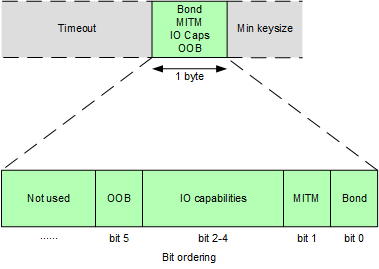 Timeout
Bond
MITM
IO Caps
OOB
Min keysize
1 byte
Not used
OOB
IO capabilities
MITM
Bond
......
bit 5
bit 2-4
bit 1
bit 0
Bit ordering